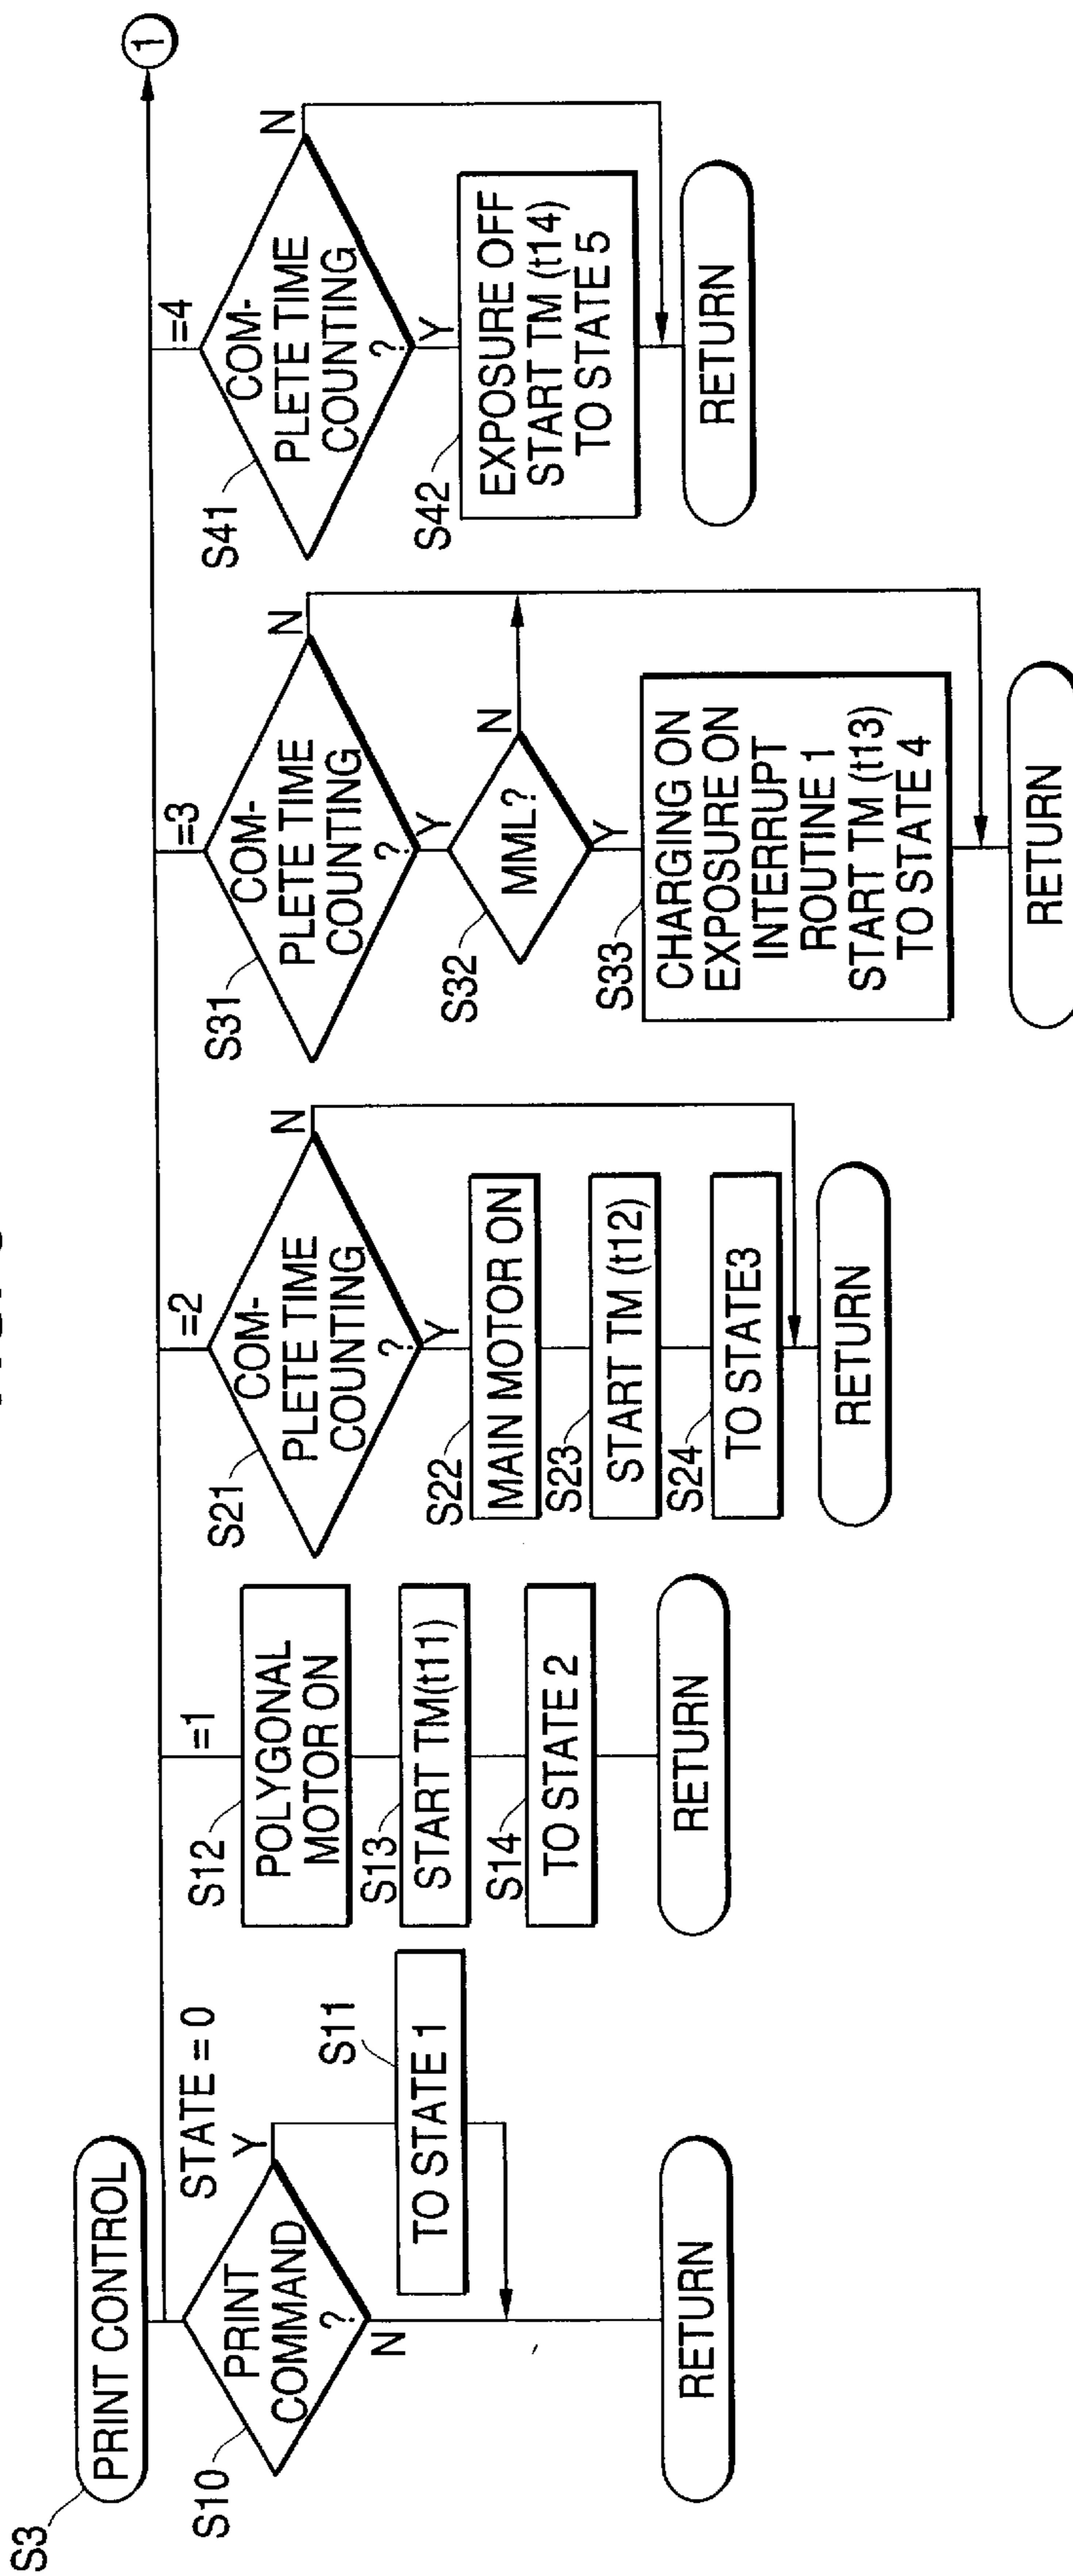 S3
PRINT CONTROL
1
STATE = 0
S10
PRINT
COMMAND
?
Y
N
S11
TO STATE 1
RETURN
=1
S12
POLYGONAL
MOTOR ON
S13
START TM(t11)
S14
TO STATE 2
RETURN
=2
S21
COM-
PLETE TIME
COUNTING
?
N
Y
S22
MAIN MOTOR ON
S23
START TM (t12)
S24
TO STATE3
RETURN
=3
S31
COM-
PLETE TIME
COUNTING
?
N
Y
S32
MML?
N
Y
S33
CHARGING ON
EXPOSURE ON
INTERRUPT
ROUTINE 1
START TM (t13)
TO STATE 4
RETURN
=4
S41
COM-
PLETE TIME
COUNTING
?
N
Y
S42
EXPOSURE OFF
START TM (t14)
TO STATE 5
RETURN